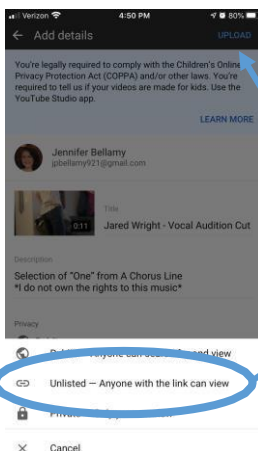 Verizon 4:50 PM 80%
Add details UPLOAD
You're legally required to comply with the Children's Online
Privacy Protection Act (COPPA) and/or other laws. You're
required to tell us if your videos are made for kids. Use the
YouTube Studio app.
LEARN MORE
Jennifer Bellamy
jpbellamy921@gmail.com
0:11
Title
Jared Wright - Vocal Audition Cut
Description
Selection of "One" from A Chorus Line
*I do not own the rights to this music*
Privacy
and view
Unlisted — Anyone with the link can view
Cancel